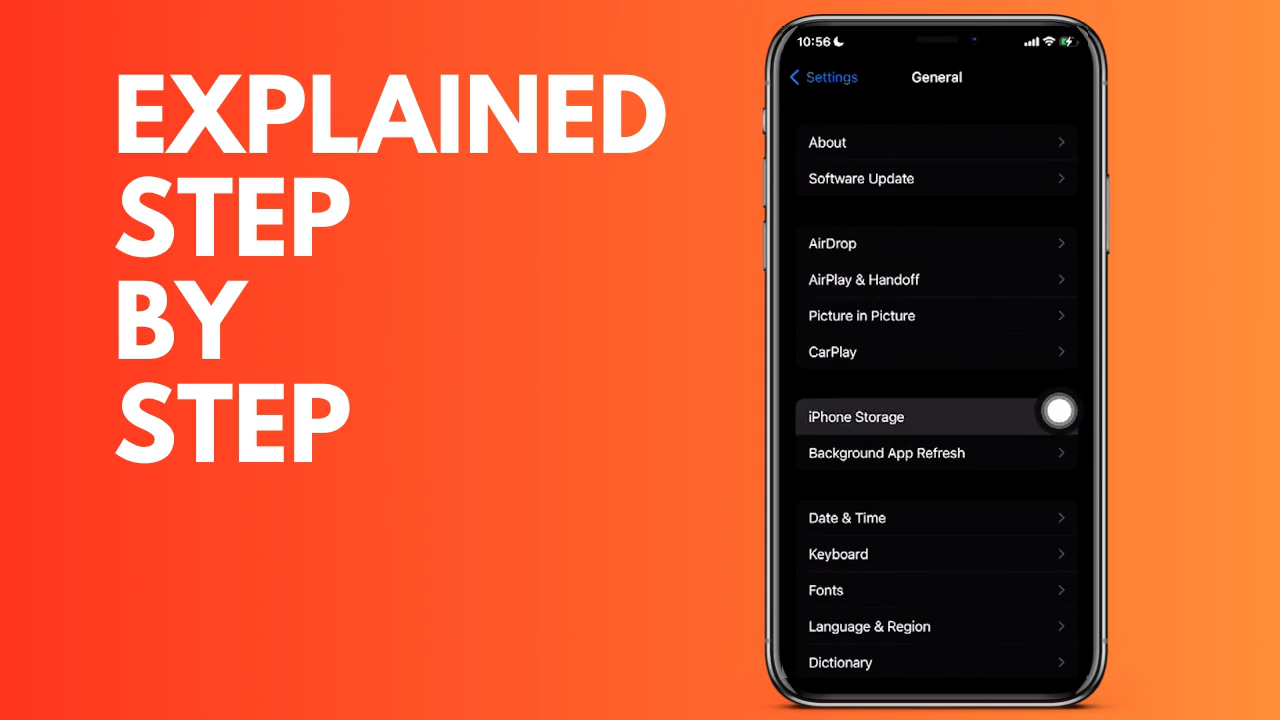 EXPLAINED
STEP
BY
STEP
10:56
Settings
General
About
Software Update
AirDrop
AirPlay & Handoff
Picture in Picture
CarPlay
iPhone Storage
Background App Refresh
Date & Time
Keyboard
Fonts
Language & Region
Dictionary